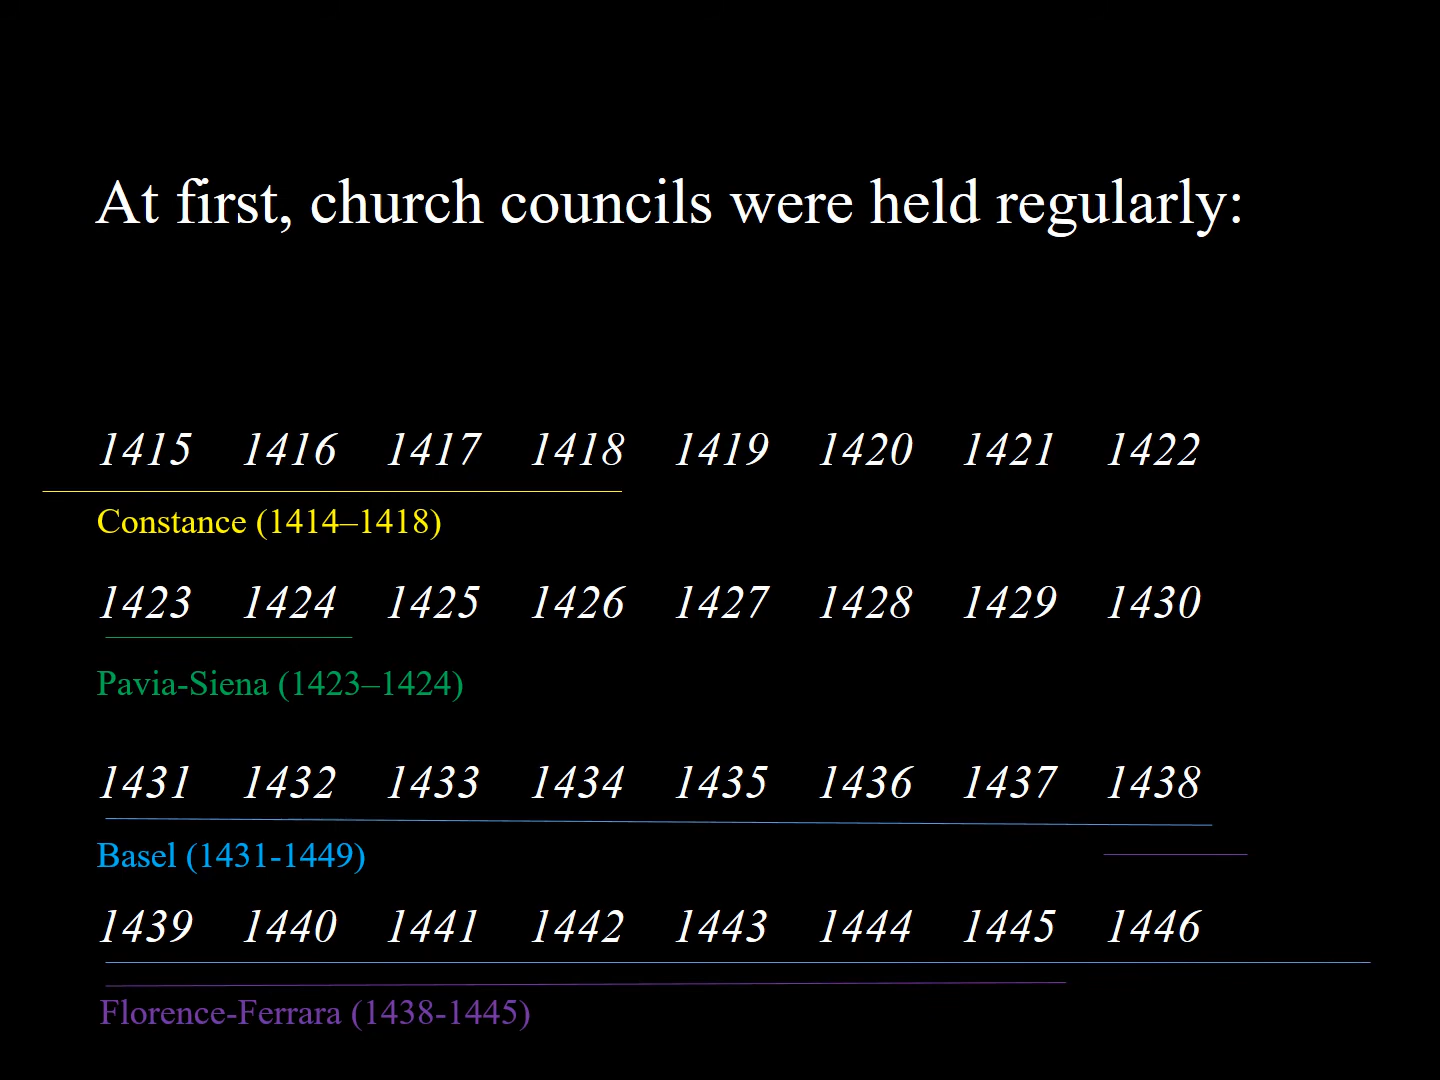 At first, church councils were held regularly:
1415 1416 1417 1418 1419 1420 1421 1422
Constance (1414–1418)
1423 1424 1425 1426 1427 1428 1429 1430
Pavia-Siena (1423–1424)
1431 1432 1433 1434 1435 1436 1437 1438
Basel (1431-1449)
1439 1440 1441 1442 1443 1444 1445 1446
Florence-Ferrara (1438-1445)